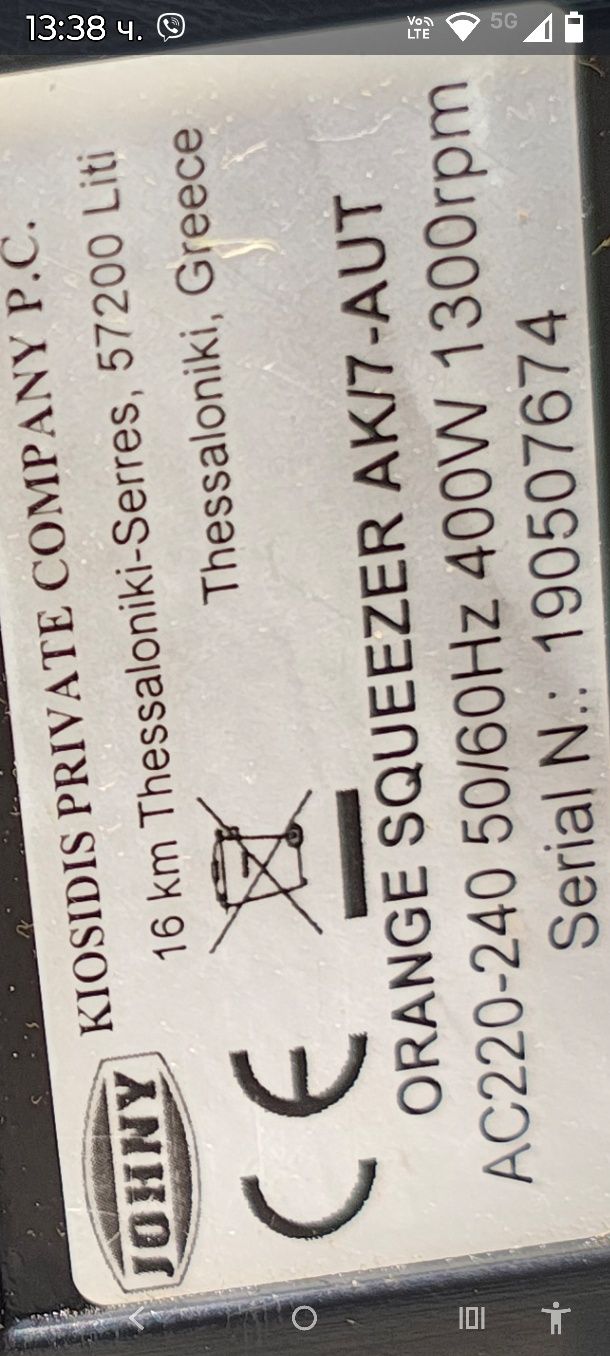 13:38 ч.
Vo LTE
5G
JOHNY
KIOSIDIS PRIVATE COMPANY P.C.
16 km Thessaloniki-Serres, 57200 Liti
Thessaloniki, Greece
CE
ORANGE SQUEEZER AK/7-AUT
AC220-240 50/60Hz 400W 1300rpm
Serial N.: 190507674